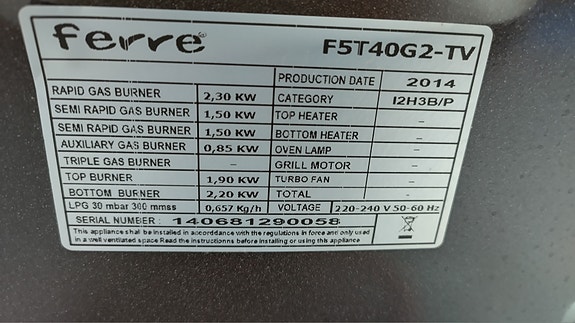 ferre F5T40G2-TV
PRODUCTION DATE 2014
RAPID GAS BURNER 2,30 KW CATEGORY I2H3B/P
SEMI RAPID GAS BURNER 1,50 KW TOP HEATER –
SEMI RAPID GAS BURNER 1,50 KW BOTTOM HEATER –
AUXILIARY GAS BURNER 0,85 KW OVEN LAMP –
TRIPLE GAS BURNER – GRILL MOTOR –
TOP BURNER 1,90 KW TURBO FAN –
BOTTOM BURNER 2,20 KW TOTAL –
LPG 30 mbar 300 mmss 0,657 Kg/h VOLTAGE 220-240 V 50-60 Hz
SERIAL NUMBER : 140681290058
This appliance shall be installed in accorddance with the regulations in force and only used
in a well ventilated space Read the instructionns before installing or using this appliance